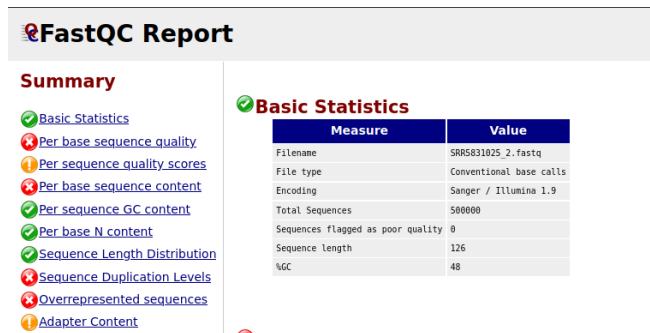 FastQC Report
Summary
Basic Statistics
Per base sequence quality
Per sequence quality scores
Per base sequence content
Per sequence GC content
Per base N content
Sequence Length Distribution
Sequence Duplication Levels
Overrepresented sequences
Adapter Content
Basic Statistics
Measure Value
Filename SRR5831025_2.fastq
File type Conventional base calls
Encoding Sanger / Illumina 1.9
Total Sequences 500000
Sequences flagged as poor quality 0
Sequence length 126
%GC 48